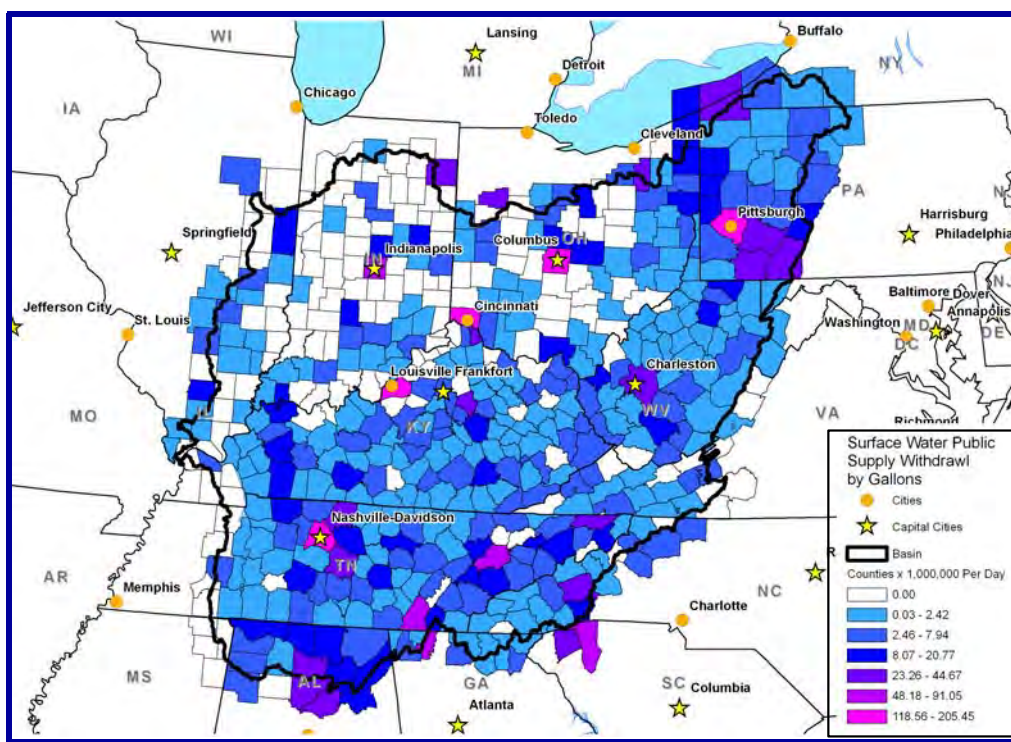 Buffalo
Lansing
WI
MI
NY
Detroit
IA
Chicago
Toledo
Cleveland
PA
Pittsburgh
Harrisburg
Philadelphia
Springfield
Columbus
OH
Indianapolis
IN
NJ
Jefferson City
St. Louis
Cincinnati
Baltimore
Dover
Washington
MD
Annapolis
DC
DE
Louisville
Frankfort
Charleston
MO
IL
KY
WV
VA
Richmond
Nashville-Davidson
TN
AR
Memphis
NC
Charlotte
MS
AL
GA
SC
Columbia
Atlanta
R
Surface Water Public
Supply Withdrawl
by Gallons
Cities
Capital Cities
Basin
Counties x 1,000,000 Per Day
0.00
0.03 - 2.42
2.46 - 7.94
8.07 - 20.77
23.26 - 44.67
48.18 - 91.05
118.56 - 205.45